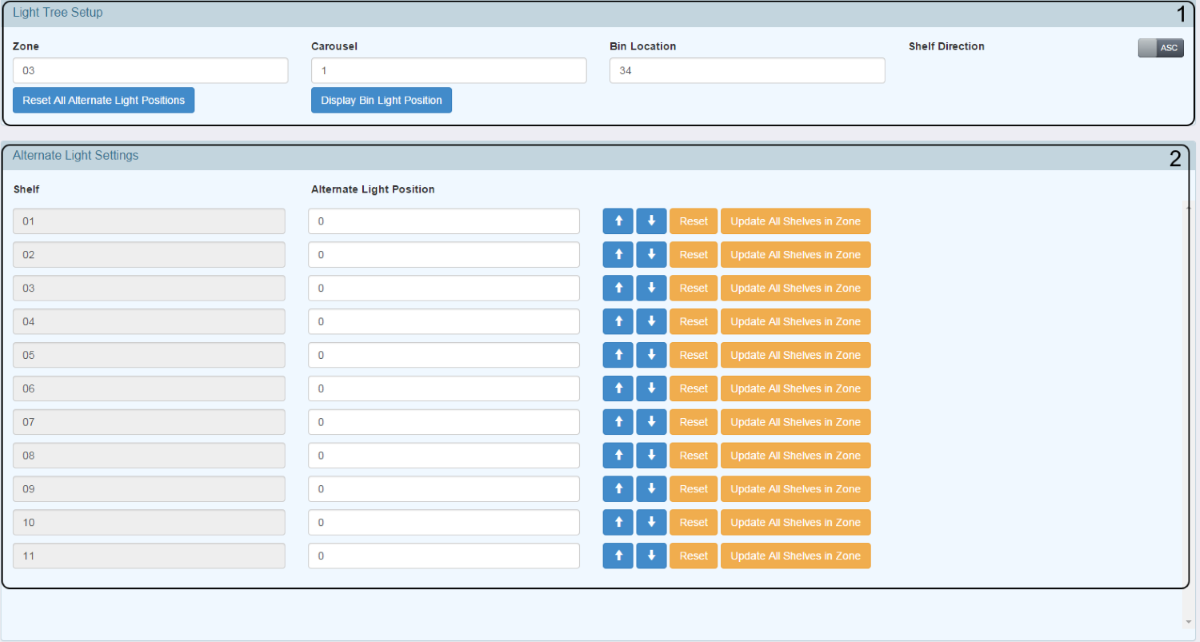 Light Tree Setup 1
Zone Carousel Bin Location Shelf Direction ASC
03 1 34
Reset All Alternate Light Positions Display Bin Light Position
Alternate Light Settings 2
Shelf Alternate Light Position
01 0 Reset Update All Shelves in Zone
02 0 Reset Update All Shelves in Zone
03 0 Reset Update All Shelves in Zone
04 0 Reset Update All Shelves in Zone
05 0 Reset Update All Shelves in Zone
06 0 Reset Update All Shelves in Zone
07 0 Reset Update All Shelves in Zone
08 0 Reset Update All Shelves in Zone
09 0 Reset Update All Shelves in Zone
10 0 Reset Update All Shelves in Zone
11 0 Reset Update All Shelves in Zone